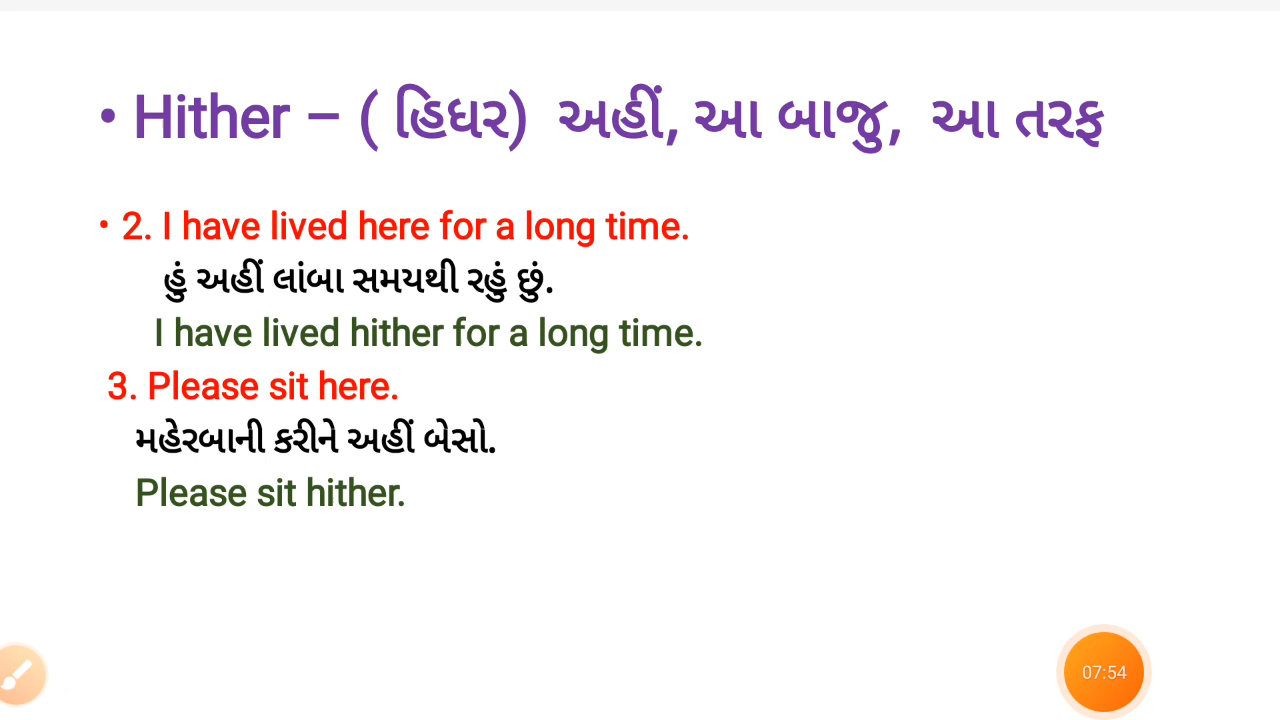 • Hither – ( હિધર) અહીં, આ બાજુ, આ તરફ
• 2. I have lived here for a long time.
હું અહીં લાંબા સમયથી રહું છું.
I have lived hither for a long time.
3. Please sit here.
મહેરબાની કરીને અહીં બેસો.
Please sit hither.
07:54